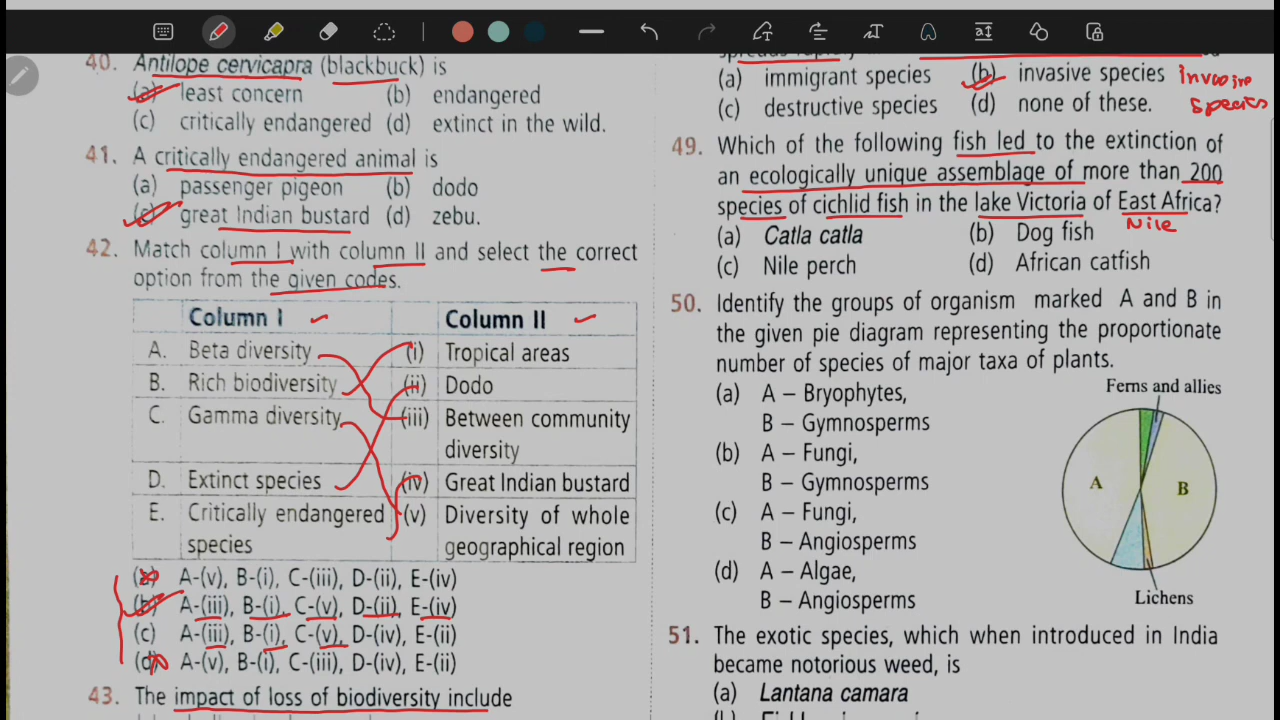 40. Antilope cervicapra (blackbuck) is
(a) least concern (b) endangered
(c) critically endangered (d) extinct in the wild.
41. A critically endangered animal is
(a) passenger pigeon (b) dodo
(c) great Indian bustard (d) zebu.
42. Match column I with column II and select the correct
option from the given codes.
Column I Column II
A. Beta diversity (i) Tropical areas
B. Rich biodiversity (ii) Dodo
C. Gamma diversity (iii) Between community
diversity
D. Extinct species (iv) Great Indian bustard
E. Critically endangered (v) Diversity of whole
species geographical region
(a) A-(v), B-(i), C-(iii), D-(ii), E-(iv)
(b) A-(iii), B-(i), C-(v), D-(ii), E-(iv)
(c) A-(iii), B-(i), C-(v), D-(iv), E-(ii)
(d) A-(v), B-(i), C-(iii), D-(iv), E-(ii)
43. The impact of loss of biodiversity include
(a) immigrant species (b) invasive species Invasive
(c) destructive species (d) none of these. Species
49. Which of the following fish led to the extinction of
an ecologically unique assemblage of more than 200
species of cichlid fish in the lake Victoria of East Africa?
Nile
(a) Catla catla (b) Dog fish
(c) Nile perch (d) African catfish
50. Identify the groups of organism marked A and B in
the given pie diagram representing the proportionate
number of species of major taxa of plants.
(a) A – Bryophytes,
B – Gymnosperms
(b) A – Fungi,
B – Gymnosperms
(c) A – Fungi,
B – Angiosperms
(d) A – Algae,
B – Angiosperms
Ferns and allies
A B
Lichens
51. The exotic species, which when introduced in India
became notorious weed, is
(a) Lantana camara